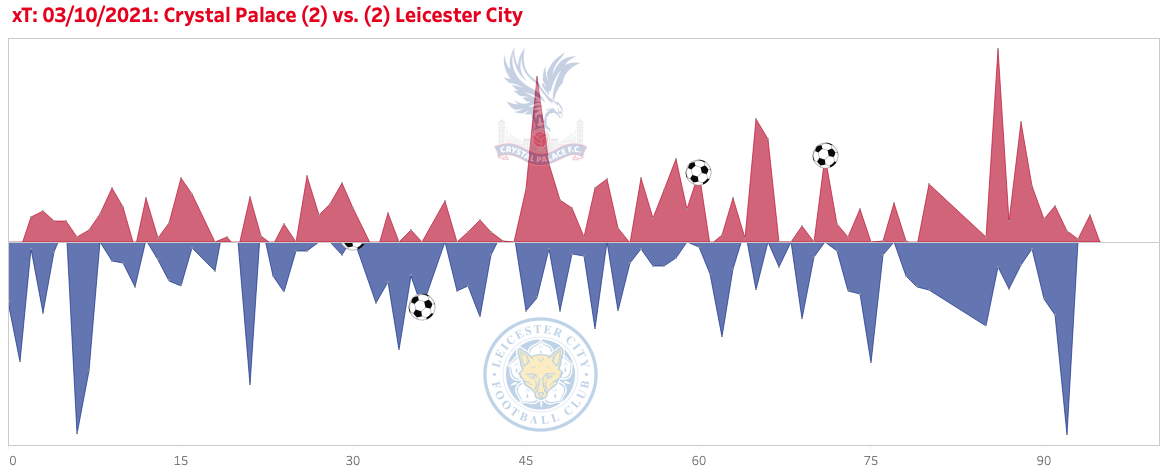 xT: 03/10/2021: Crystal Palace (2) vs. (2) Leicester City
CRYSTAL PALACE F.C.
LEICESTER CITY
FOOTBALL CLUB
0 15 30 45 60 75 90